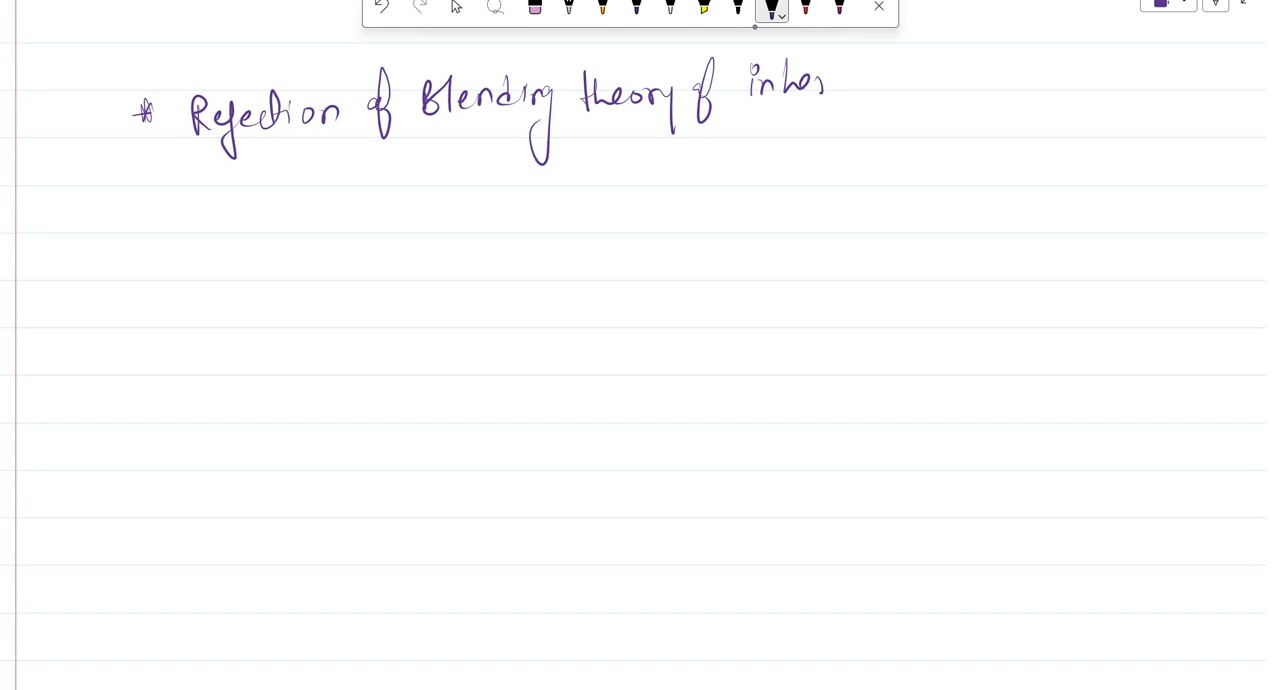 * Rejection of Blending theory of inher